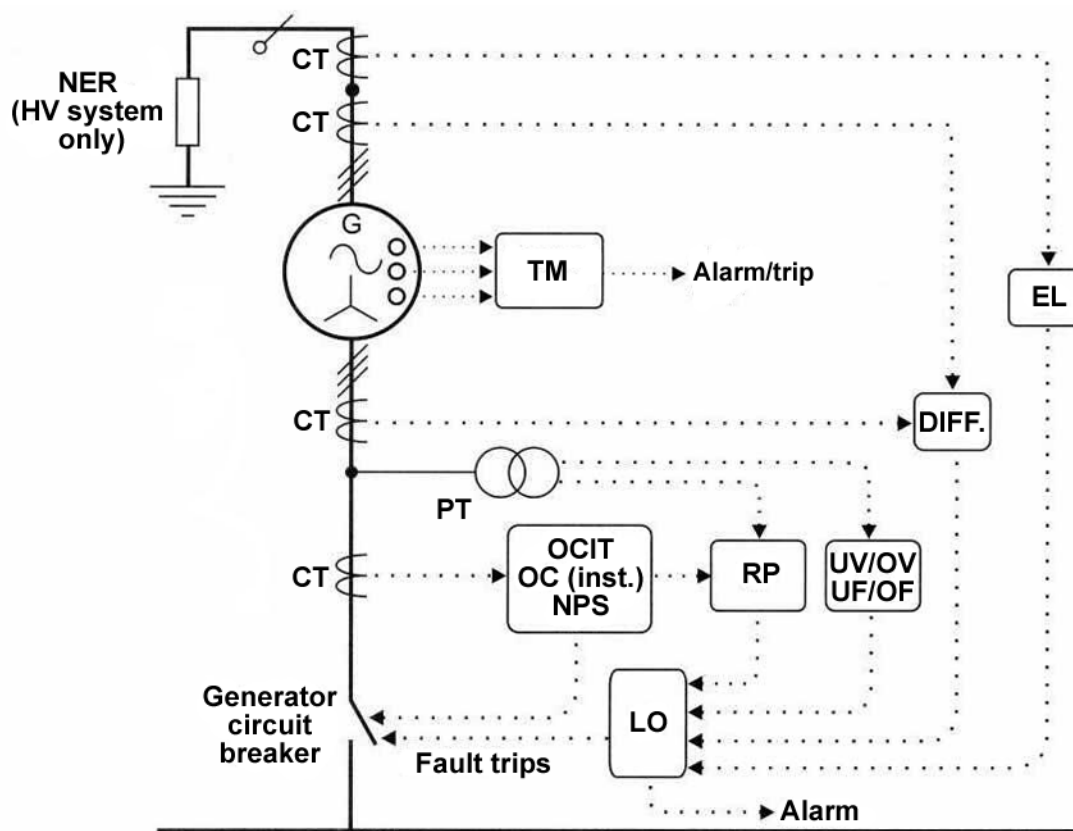 CT
NER
(HV system
only)
CT
G
TM
Alarm/trip
EL
CT
DIFF.
PT
OCIT
OC (inst.)
NPS
RP
UV/OV
UF/OF
CT
Generator
circuit
breaker
LO
Fault trips
Alarm